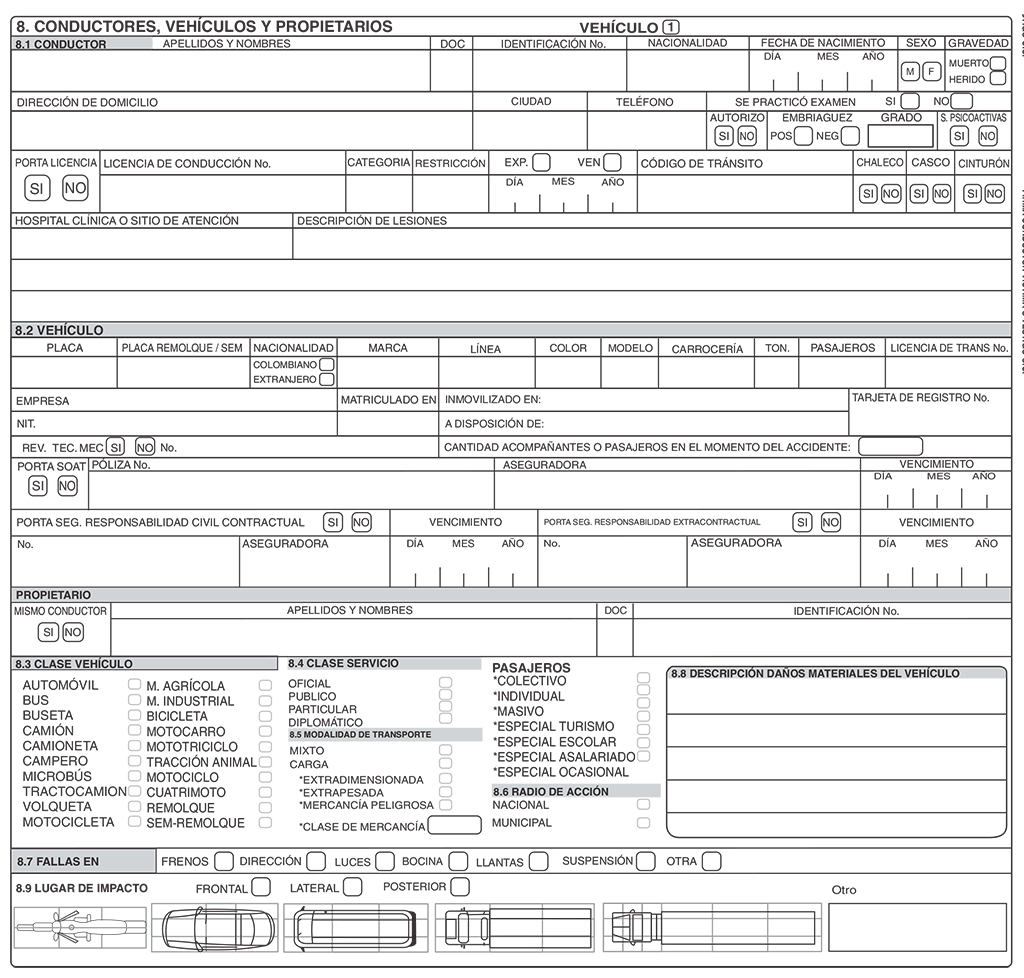 8. CONDUCTORES, VEHÍCULOS Y PROPIETARIOS VEHÍCULO 1
8.1 CONDUCTOR APELLIDOS Y NOMBRES DOC IDENTIFICACIÓN No. NACIONALIDAD FECHA DE NACIMIENTO SEXO GRAVEDAD
DÍA MES AÑO M F MUERTO
HERIDO
DIRECCIÓN DE DOMICILIO CIUDAD TELÉFONO SE PRACTICÓ EXAMEN SI NO
AUTORIZO EMBRIAGUEZ GRADO S. PSICOACTIVAS
SI NO POS NEG SI NO
PORTA LICENCIA LICENCIA DE CONDUCCIÓN No. CATEGORIA RESTRICCIÓN EXP. VEN CÓDIGO DE TRÁNSITO CHALECO CASCO CINTURÓN
SI NO DÍA MES AÑO SI NO SI NO SI NO
HOSPITAL CLÍNICA O SITIO DE ATENCIÓN DESCRIPCIÓN DE LESIONES
8.2 VEHÍCULO
PLACA PLACA REMOLQUE / SEM NACIONALIDAD MARCA LÍNEA COLOR MODELO CARROCERÍA TON. PASAJEROS LICENCIA DE TRANS No.
COLOMBIANO
EXTRANJERO
EMPRESA MATRICULADO EN INMOVILIZADO EN: TARJETA DE REGISTRO No.
NIT. A DISPOSICIÓN DE:
REV. TEC. MEC SI NO No. CANTIDAD ACOMPAÑANTES O PASAJEROS EN EL MOMENTO DEL ACCIDENTE:
PORTA SOAT PÓLIZA No. ASEGURADORA VENCIMIENTO
SI NO DÍA MES AÑO
PORTA SEG. RESPONSABILIDAD CIVIL CONTRACTUAL SI NO VENCIMIENTO PORTA SEG. RESPONSABILIDAD EXTRACONTRACTUAL SI NO VENCIMIENTO
No. ASEGURADORA DÍA MES AÑO No. ASEGURADORA DÍA MES AÑO
PROPIETARIO
MISMO CONDUCTOR APELLIDOS Y NOMBRES DOC IDENTIFICACIÓN No.
SI NO
8.3 CLASE VEHÍCULO
AUTOMÓVIL M. AGRÍCOLA
BUS M. INDUSTRIAL
BUSETA BICICLETA
CAMIÓN MOTOCARRO
CAMIONETA MOTOTRICICLO
CAMPERO TRACCIÓN ANIMAL
MICROBÚS MOTOCICLO
TRACTOCAMION CUATRIMOTO
VOLQUETA REMOLQUE
MOTOCICLETA SEM-REMOLQUE
8.4 CLASE SERVICIO
OFICIAL
PUBLICO
PARTICULAR
DIPLOMÁTICO
8.5 MODALIDAD DE TRANSPORTE
MIXTO
CARGA
*EXTRADIMENSIONADA
*EXTRAPESADA
*MERCANCÍA PELIGROSA
*CLASE DE MERCANCÍA
PASAJEROS
*COLECTIVO
*INDIVIDUAL
*MASIVO
*ESPECIAL TURISMO
*ESPECIAL ESCOLAR
*ESPECIAL ASALARIADO
*ESPECIAL OCASIONAL
8.6 RADIO DE ACCIÓN
NACIONAL
MUNICIPAL
8.8 DESCRIPCIÓN DAÑOS MATERIALES DEL VEHÍCULO
8.7 FALLAS EN FRENOS DIRECCIÓN LUCES BOCINA LLANTAS SUSPENSIÓN OTRA
8.9 LUGAR DE IMPACTO FRONTAL LATERAL POSTERIOR
Otro